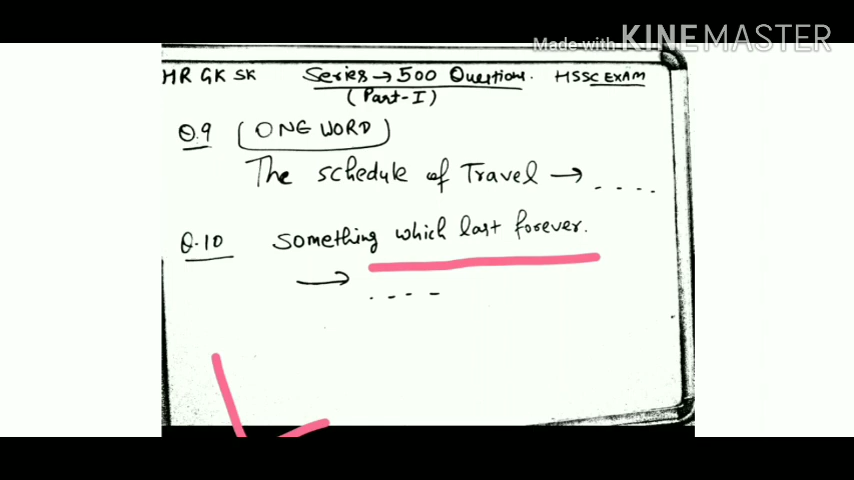 Made with KINEMASTER
HR GK SK Series → 500 Questions. HSSC EXAM
(Part-I)
Q.9 (ONE WORD)
The schedule of Travel → ....
Q.10 Something which last forever.
→ ....